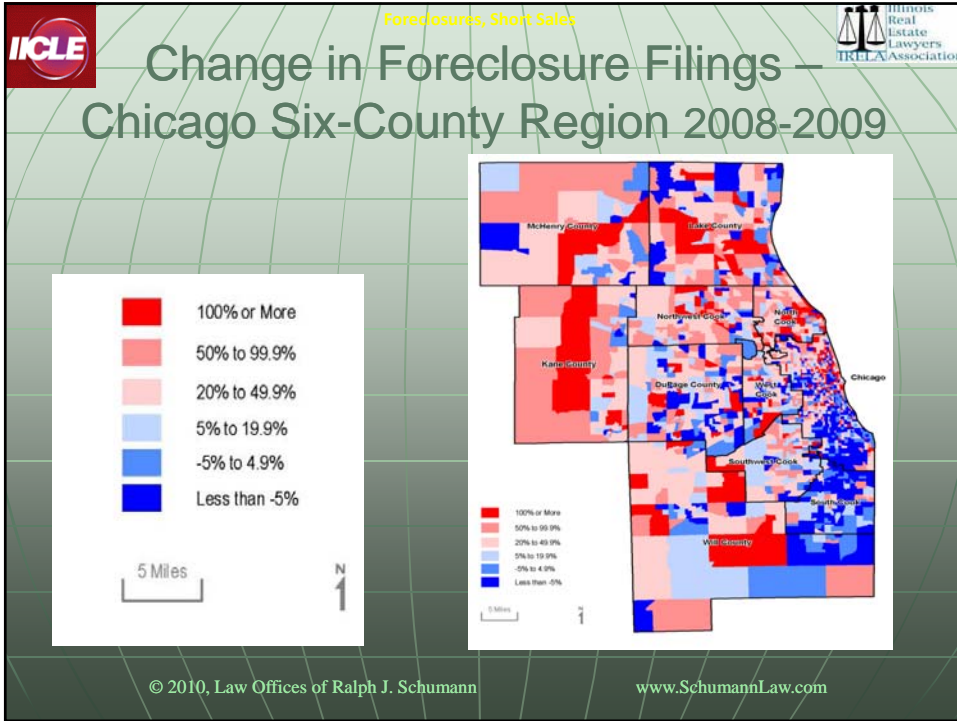 Foreclosures, Short Sales
IICLE
Illinois
Real
Estate
Lawyers
IRELA Association
Change in Foreclosure Filings –
Chicago Six-County Region 2008-2009
100% or More
50% to 99.9%
20% to 49.9%
5% to 19.9%
-5% to 4.9%
Less than -5%
5 Miles
N
McHenry County
Lake County
Northwest Cook
North
Cook
Kane County
DuPage County
West
Cook
Chicago
Southwest Cook
South Cook
Will County
100% or More
50% to 99.9%
20% to 49.9%
5% to 19.9%
-5% to 4.9%
Less than -5%
5 Miles
N
© 2010, Law Offices of Ralph J. Schumann
www.SchumannLaw.com